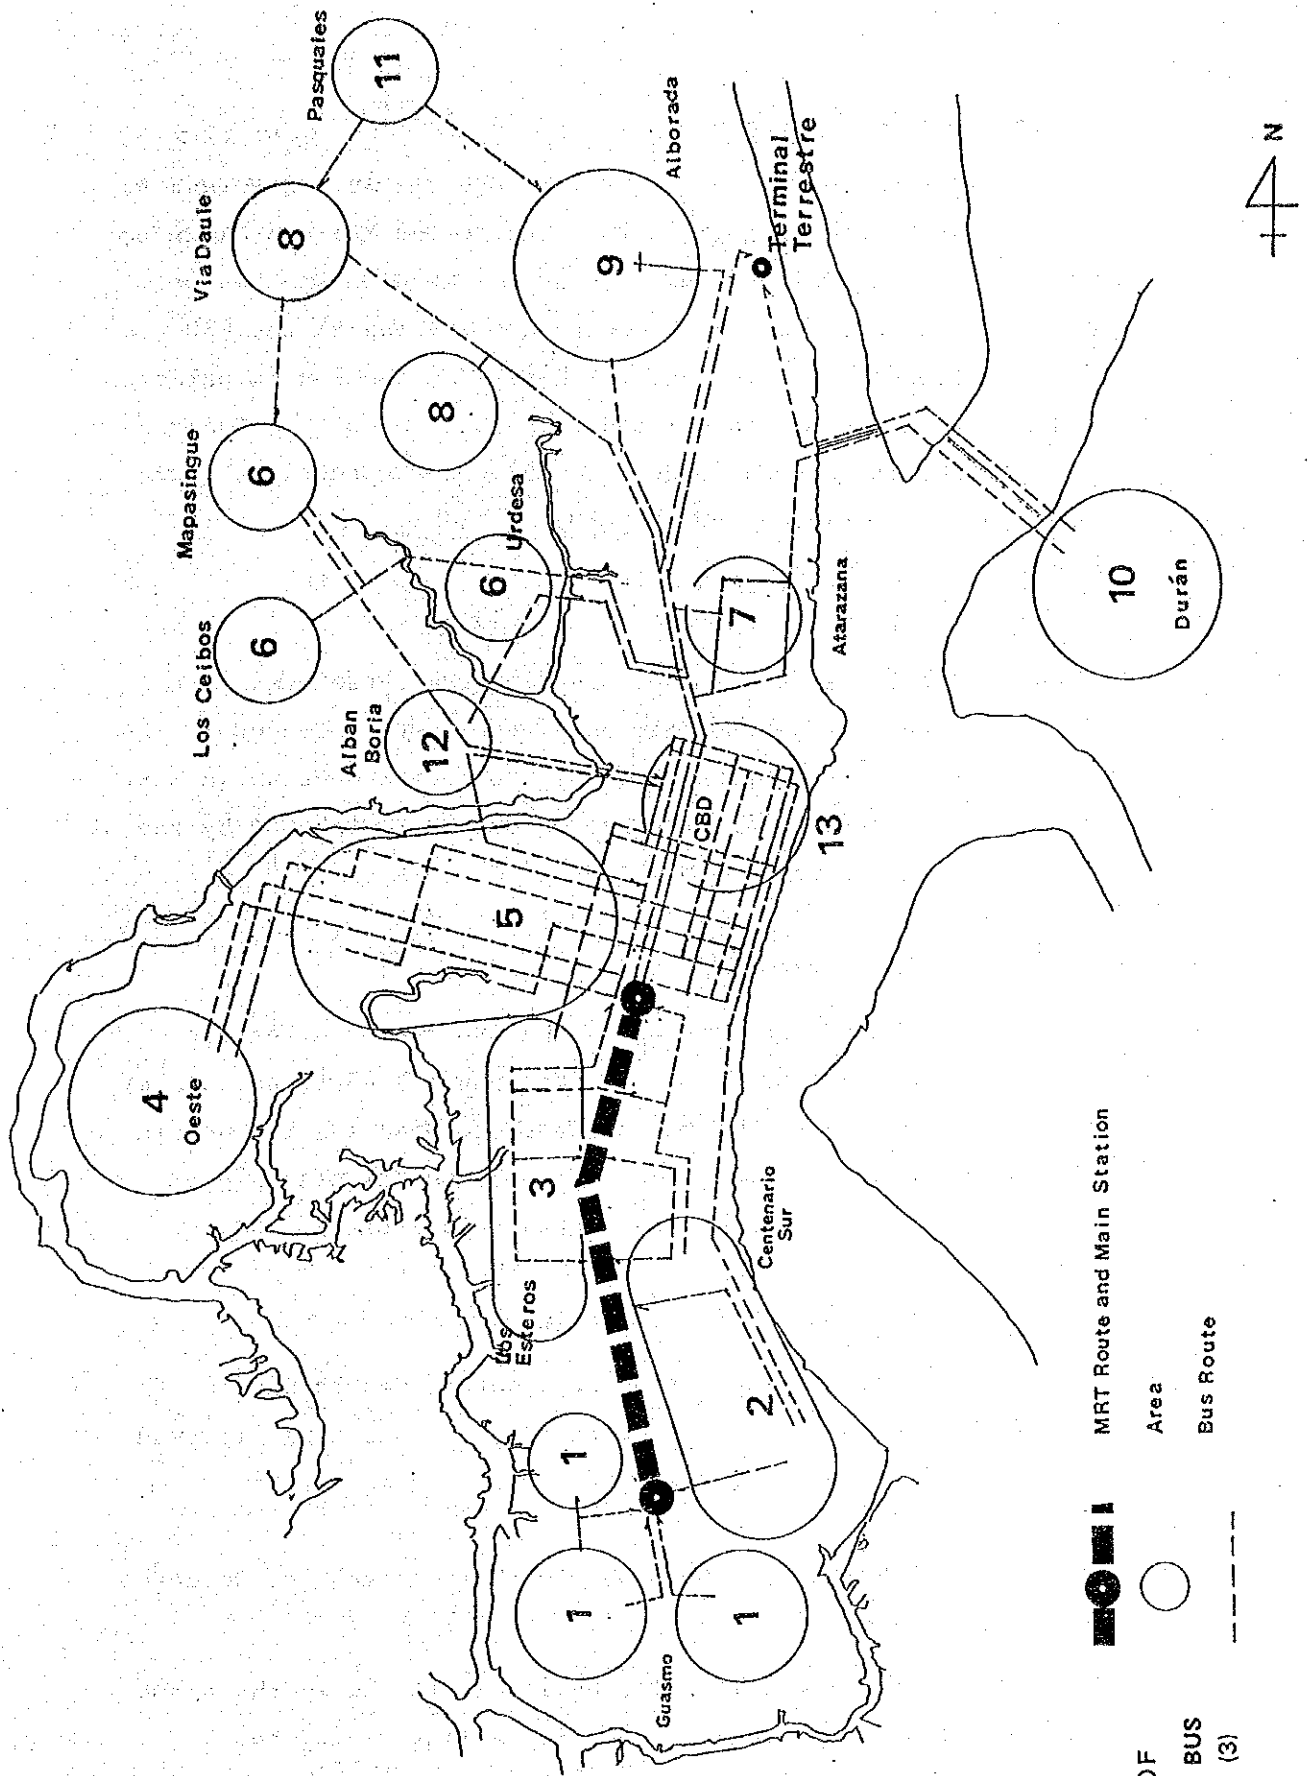 Pasquales
11
Via Daule
8
Alborada
Terminal
Terrestre
9
8
Mapasingue
6
N
Urdesa
6
Los Ceibos
6
7
Atarazana
10
Durán
Alban
Boria
12
CBD
13
5
4
Oeste
3
Centenario
Sur
Los
Esteros
2
1
1
1
Guasmo
MRT Route and Main Station
Area
Bus Route
OF
BUS
(3)